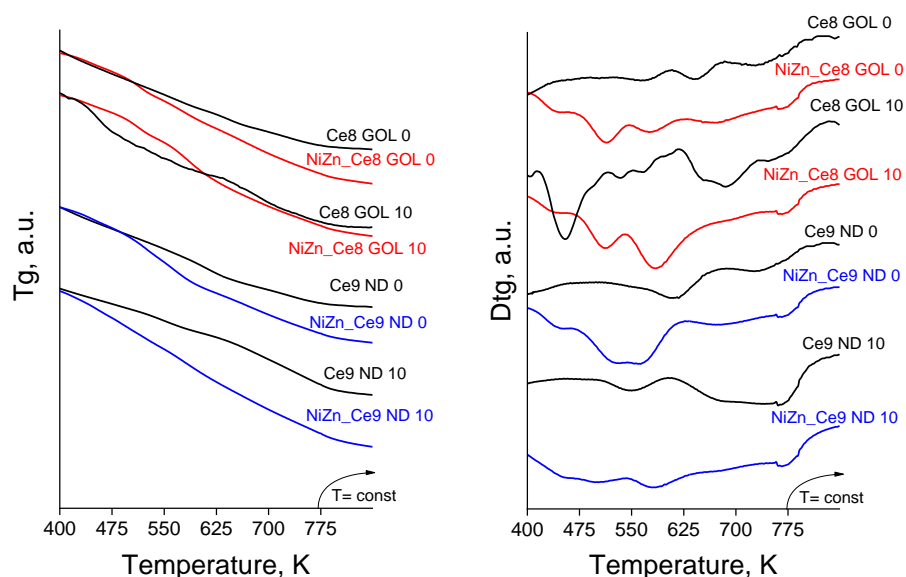 Tg, a.u.
Ce8 GOL 0
NiZn_Ce8 GOL 0
Ce8 GOL 10
NiZn_Ce8 GOL 10
Ce9 ND 0
NiZn_Ce9 ND 0
Ce9 ND 10
NiZn_Ce9 ND 10
T= const
400 475 550 625 700 775
Temperature, K
Dtg, a.u.
Ce8 GOL 0
NiZn_Ce8 GOL 0
Ce8 GOL 10
NiZn_Ce8 GOL 10
Ce9 ND 0
NiZn_Ce9 ND 0
Ce9 ND 10
NiZn_Ce9 ND 10
T= const
400 475 550 625 700 775
Temperature, K